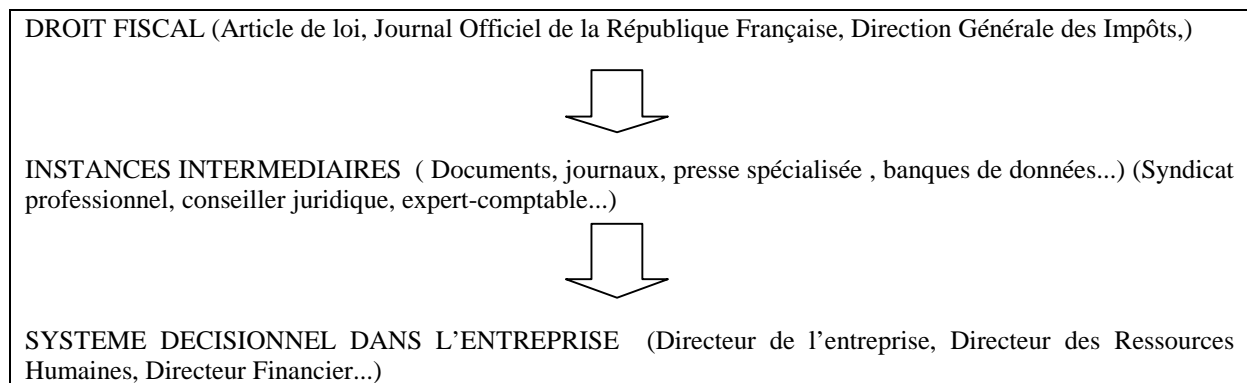 DROIT FISCAL (Article de loi, Journal Officiel de la République Française, Direction Générale des Impôts,)
INSTANCES INTERMEDIAIRES ( Documents, journaux, presse spécialisée , banques de données...) (Syndicat
professionnel, conseiller juridique, expert-comptable...)
SYSTEME DECISIONNEL DANS L’ENTREPRISE (Directeur de l’entreprise, Directeur des Ressources
Humaines, Directeur Financier...)